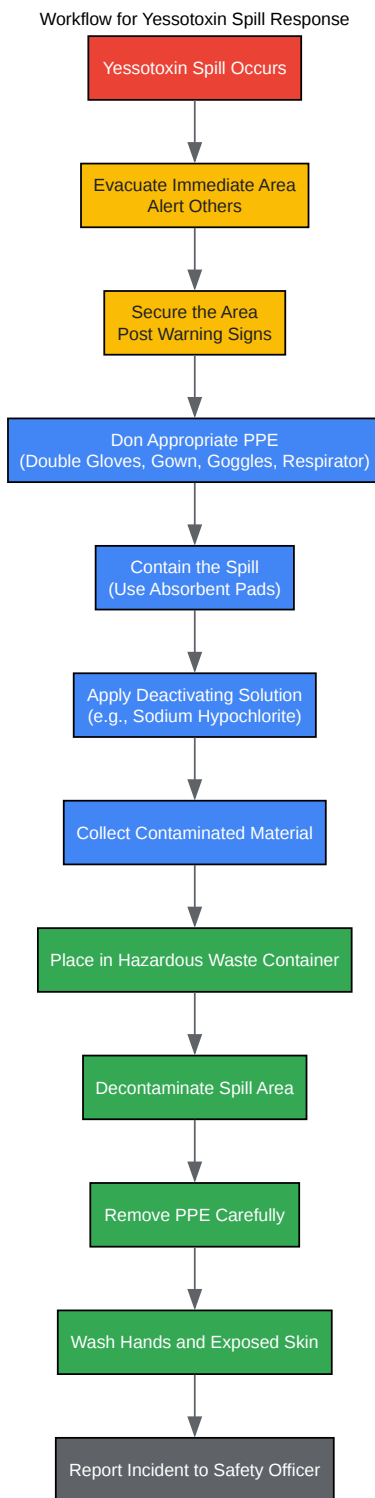 Workflow for Yessotoxin Spill Response
Yessotoxin Spill Occurs
Evacuate Immediate Area
Alert Others
Secure the Area
Post Warning Signs
Don Appropriate PPE
(Double Gloves, Gown, Goggles, Respirator)
Contain the Spill
(Use Absorbent Pads)
Apply Deactivating Solution
(e.g., Sodium Hypochlorite)
Collect Contaminated Material
Place in Hazardous Waste Container
Decontaminate Spill Area
Remove PPE Carefully
Wash Hands and Exposed Skin
Report Incident to Safety Officer